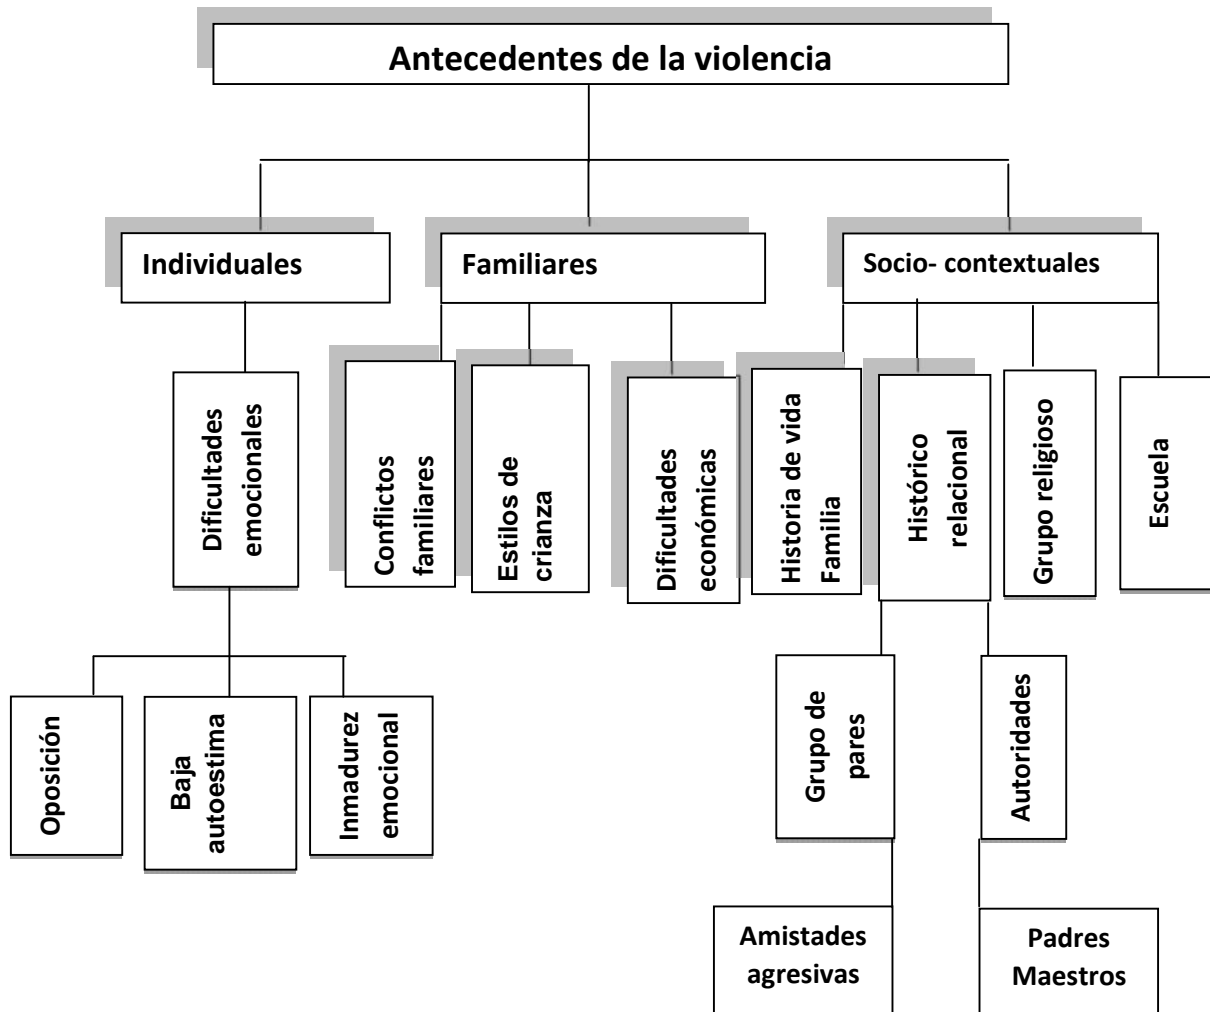 Antecedentes de la violencia
Individuales
Familiares
Socio- contextuales
Dificultades
emocionales
Conflictos
familiares
Estilos de
crianza
Dificultades
económicas
Historia de vida
Familia
Histórico
relacional
Grupo religioso
Escuela
Oposición
Baja
autoestima
Inmadurez
emocional
Grupo de
pares
Autoridades
Amistades
agresivas
Padres
Maestros